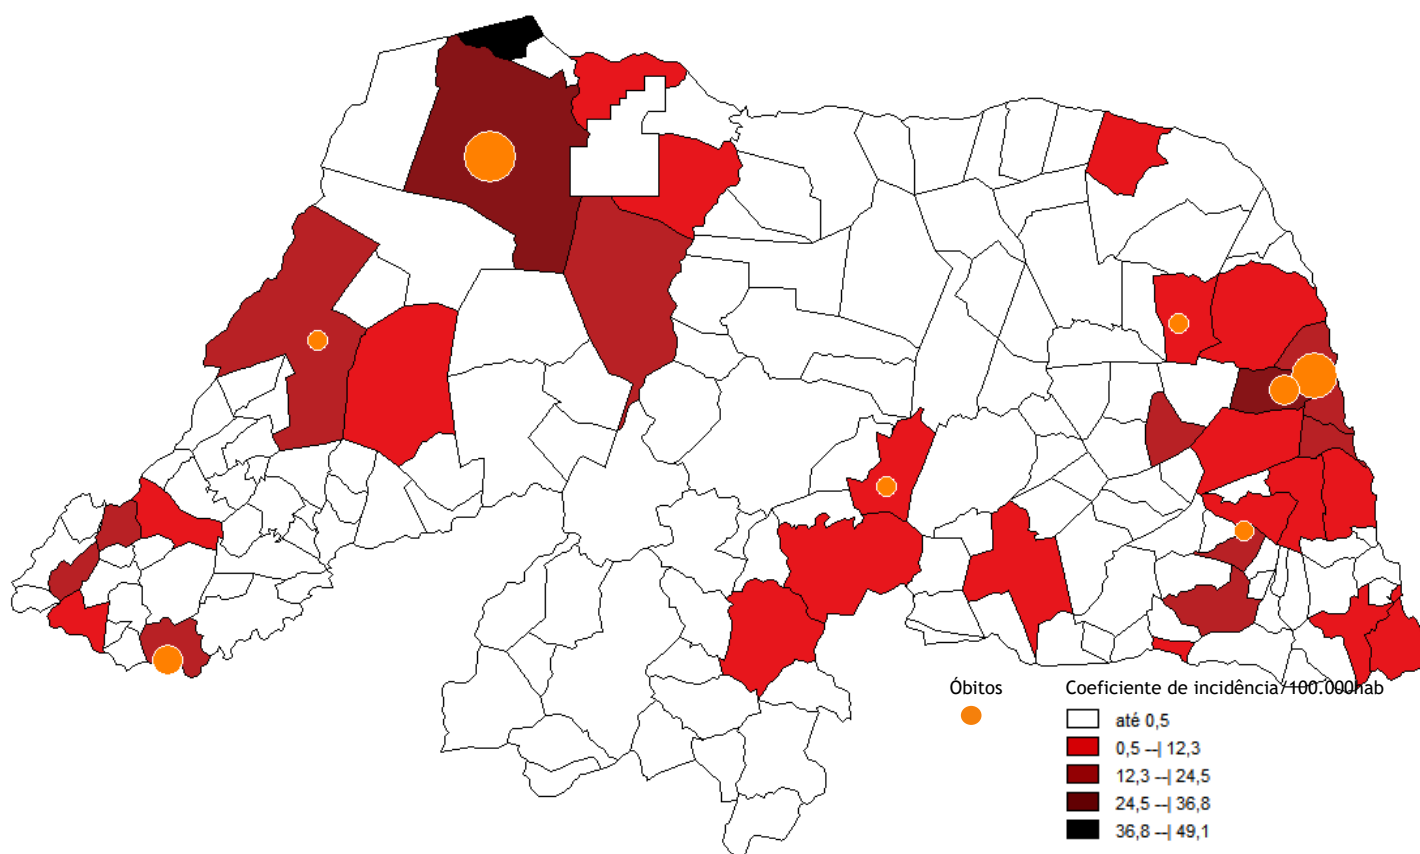 Óbitos
Coeficiente de incidência/100.000hab
até 0,5
0,5 --| 12,3
12,3 --| 24,5
24,5 --| 36,8
36,8 --| 49,1